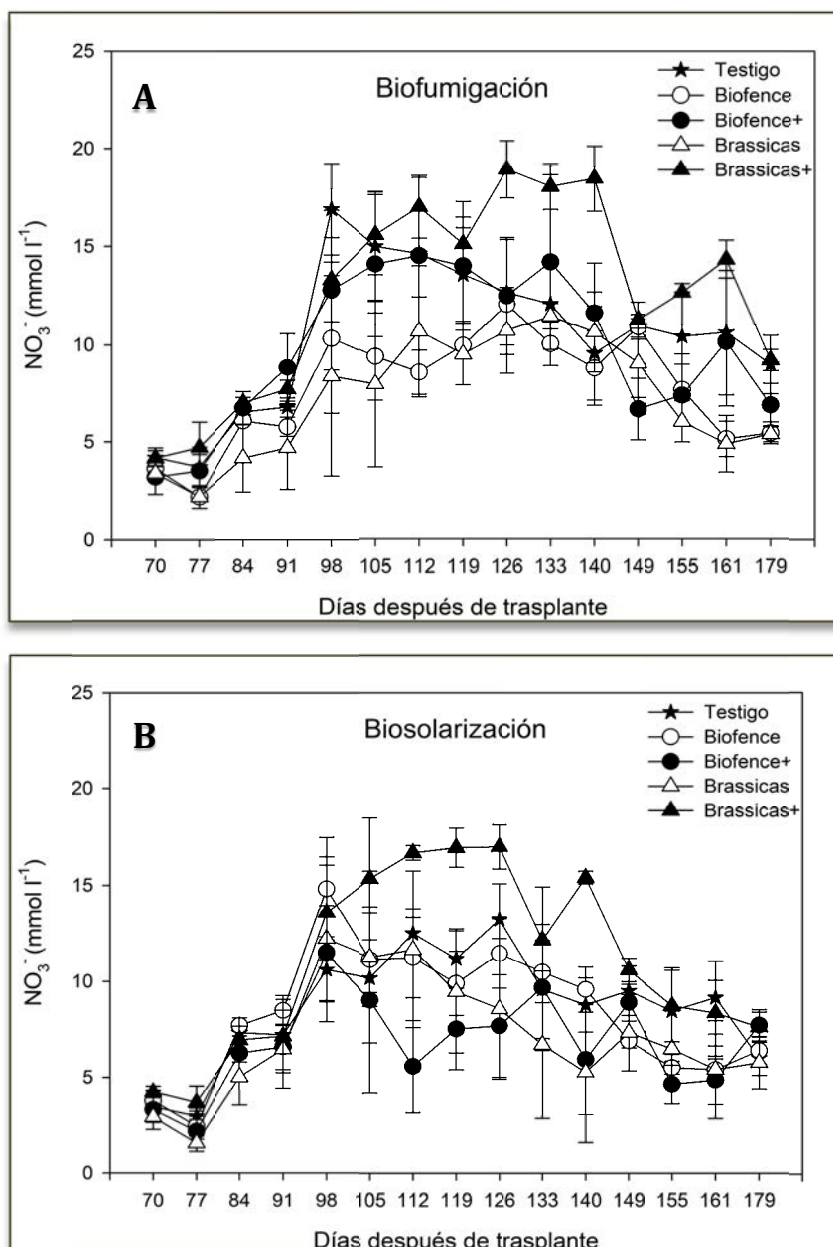 A
Biofumigación
Testigo
Biofence
Biofence+
Brassicas
Brassicas+
25
20
15
10
5
0
NO3- (mmol l-1)
70 77 84 91 98 105 112 119 126 133 140 149 155 161 179
Días después de trasplante
B
Biosolarización
Testigo
Biofence
Biofence+
Brassicas
Brassicas+
25
20
15
10
5
0
NO3- (mmol l-1)
70 77 84 91 98 105 112 119 126 133 140 149 155 161 179
Días después de trasplante